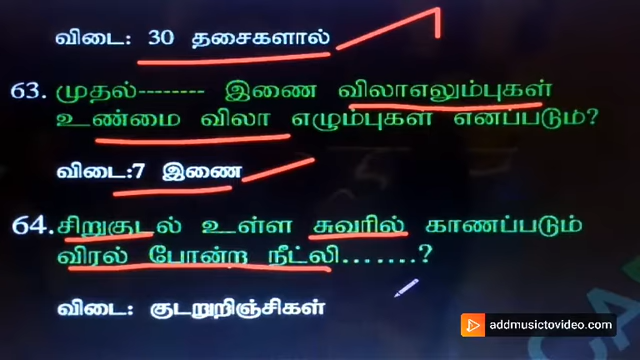 விடை: 30 தசைகளால்
63. முதல்-------- இணை விலாஎலும்புகள்
உண்மை விலா எழும்புகள் எனப்படும்?
விடை:7 இணை
64. சிறுகுடல் உள்ள சுவரில் காணப்படும்
விரல் போன்ற நீட்லி.......?
விடை: குடறுறிஞ்சிகள்
addmusictovideo.com